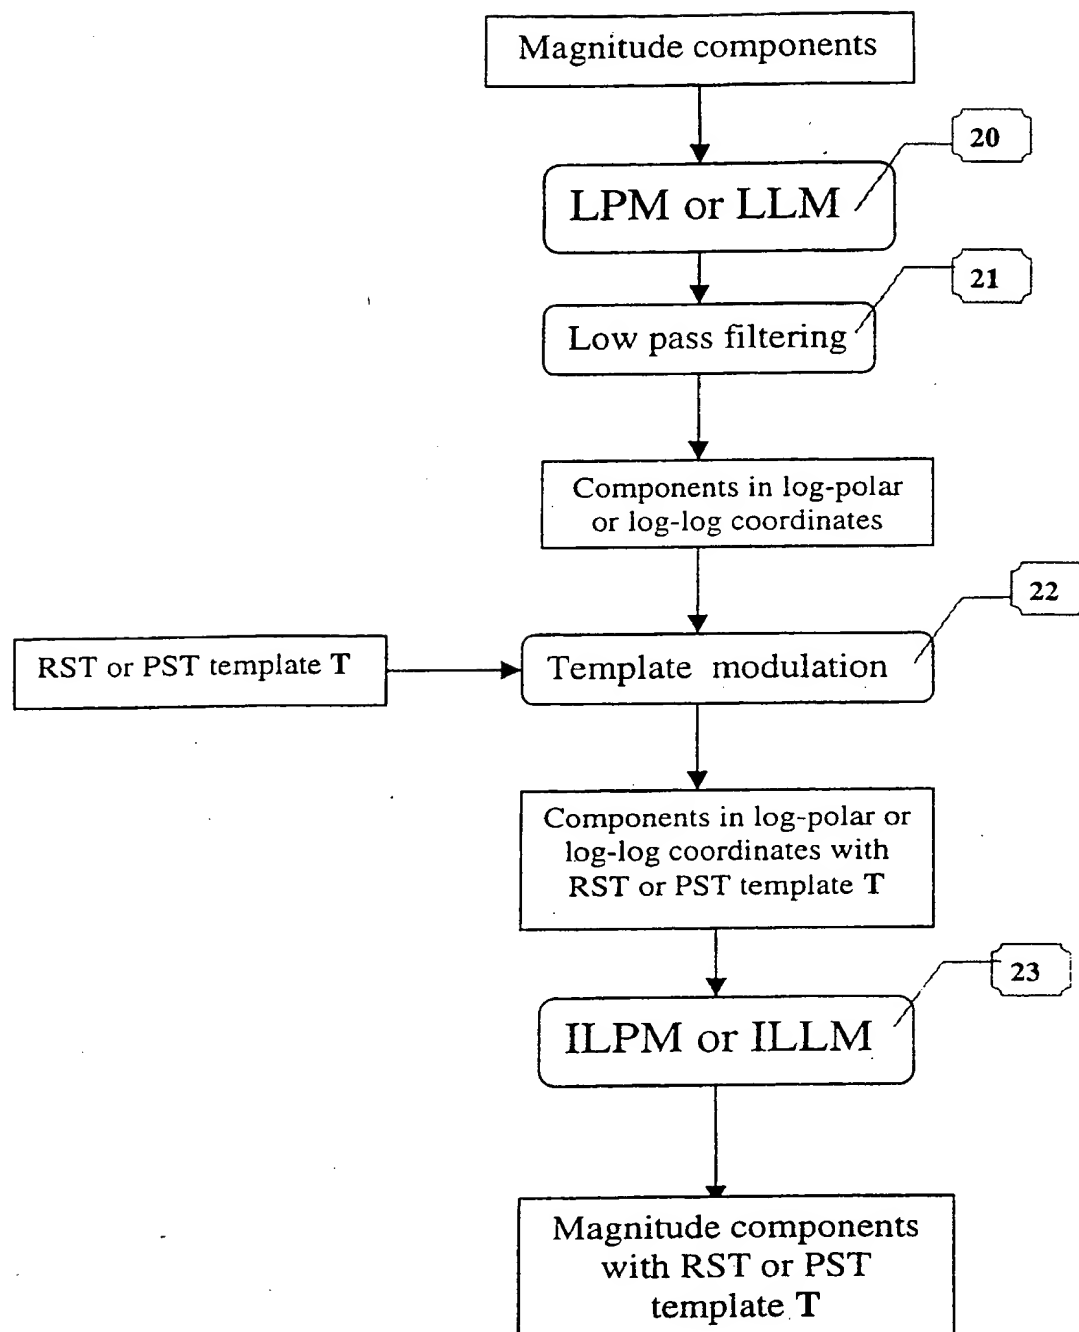 Magnitude components
20
LPM or LLM
21
Low pass filtering
Components in log-polar
or log-log coordinates
22
RST or PST template T
Template modulation
Components in log-polar or
log-log coordinates with
RST or PST template T
23
ILPM or ILLM
Magnitude components
with RST or PST
template T